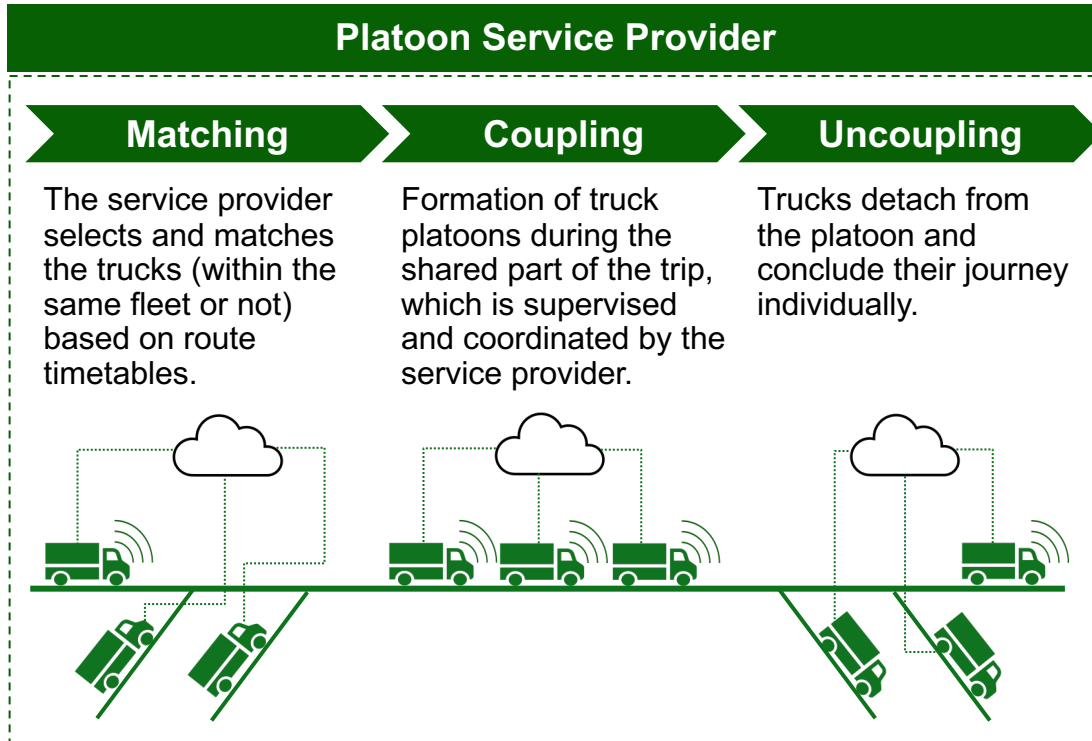 Platoon Service Provider
Matching
Coupling
Uncoupling
The service provider
selects and matches
the trucks (within the
same fleet or not)
based on route
timetables.
Formation of truck
platoons during the
shared part of the trip,
which is supervised
and coordinated by the
service provider.
Trucks detach from
the platoon and
conclude their journey
individually.